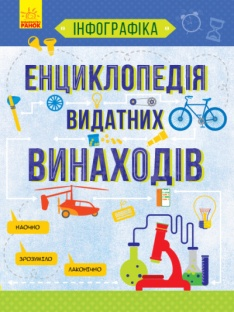 РАНОК
ІНФОГРАФІКА
ЕНЦИКЛОПЕДІЯ
ВИДАТНИХ
ВИНАХОДІВ
НАОЧНО
ЗРОЗУМІЛО
ЛАКОНІЧНО